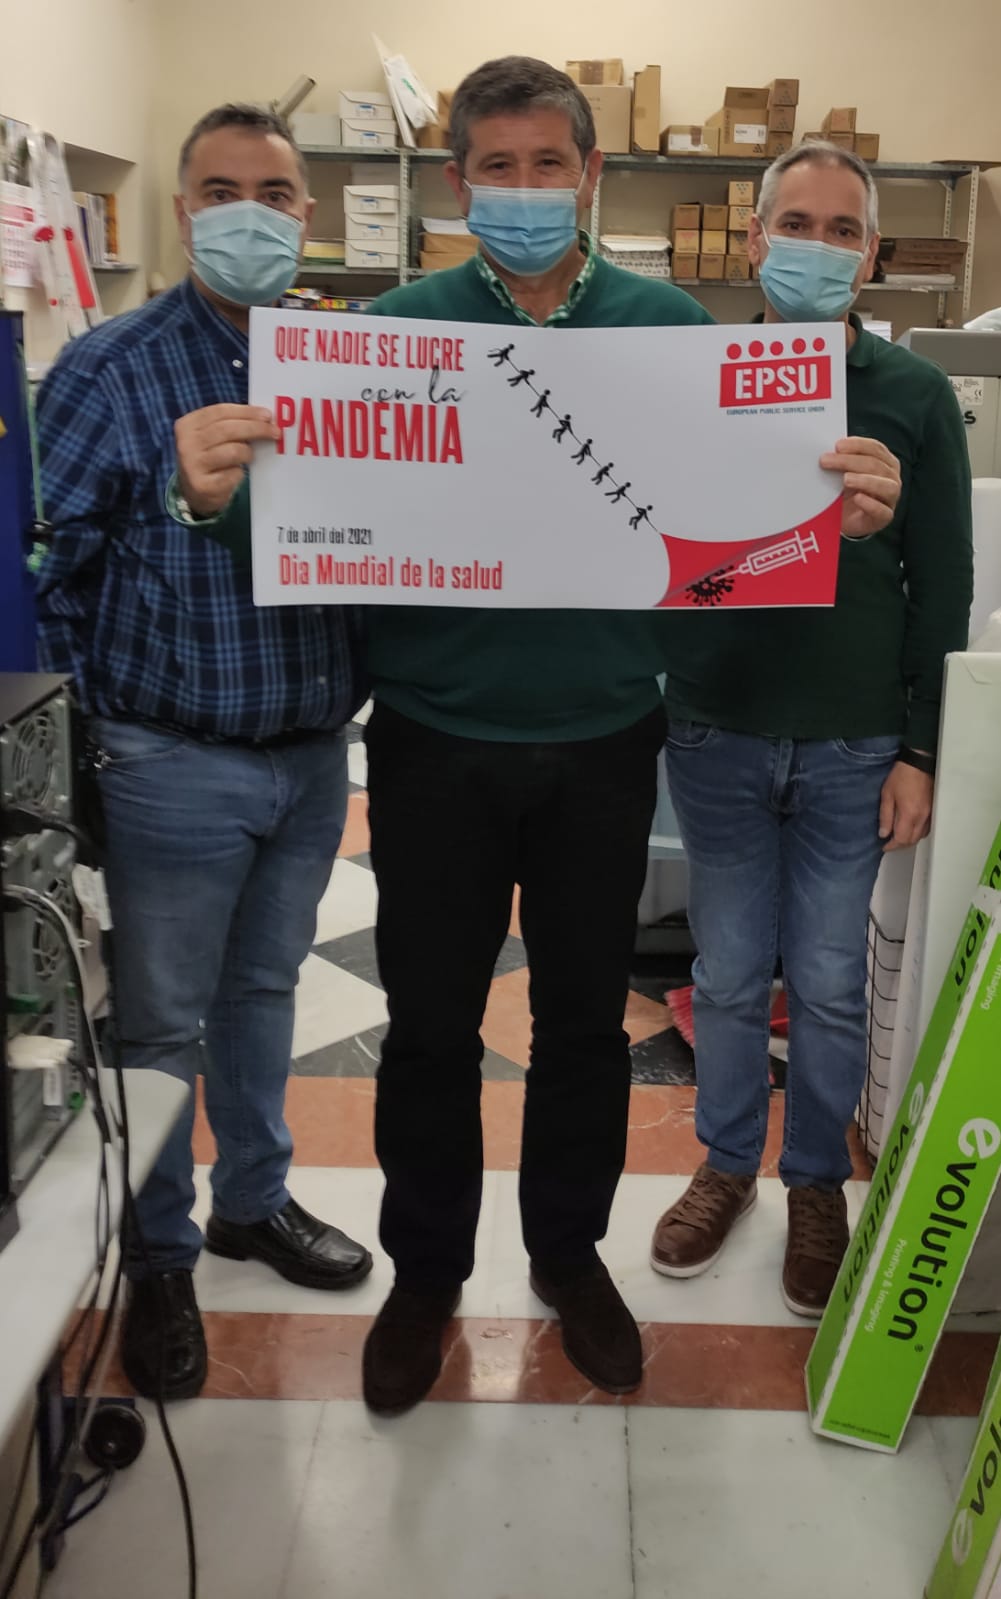 QUE NADIE SE LUCRE
con la
PANDEMIA
7 de abril del 2021
Dia Mundial de la salud
EPSU
EUROPEAN PUBLIC SERVICE UNION
evolution
Printing & Imaging
evolution